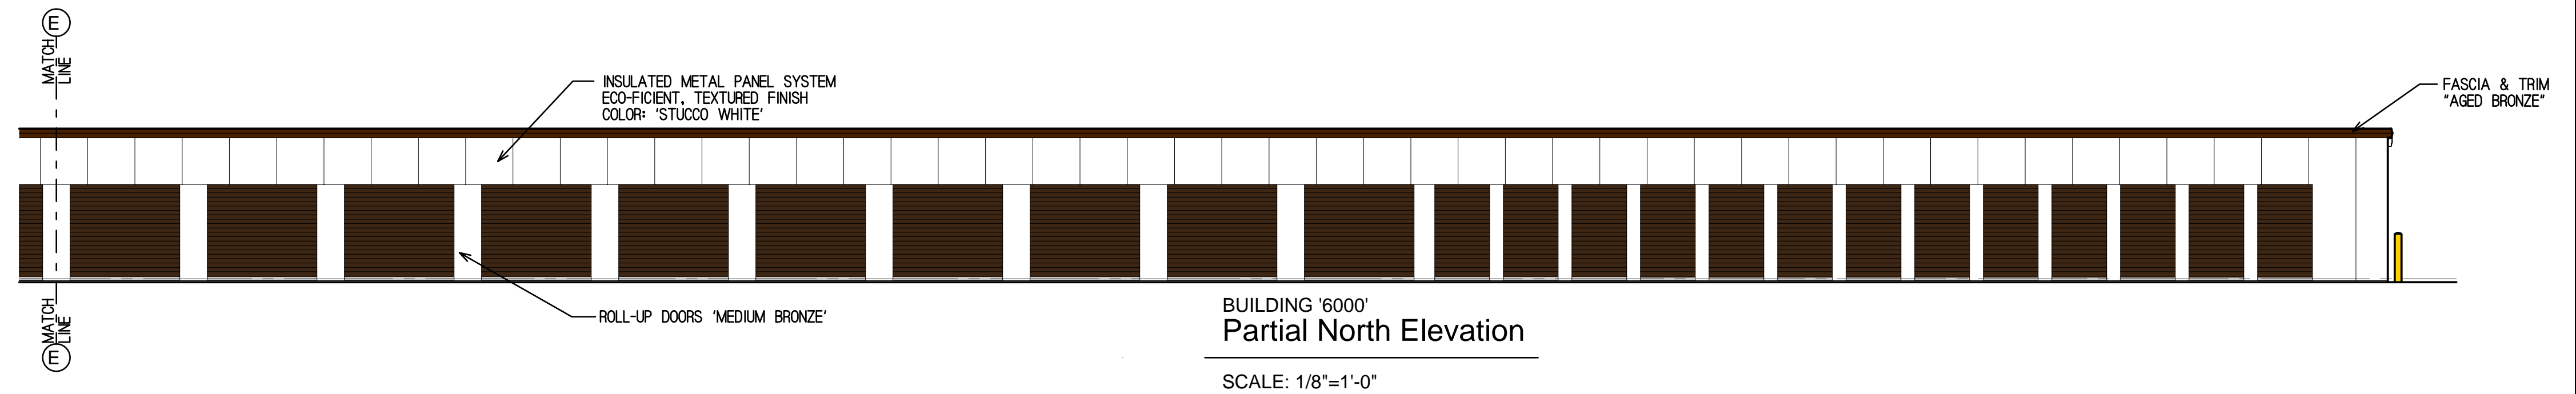 E
MATCH
LINE
INSULATED METAL PANEL SYSTEM
ECO-FICIENT, TEXTURED FINISH
COLOR: 'STUCCO WHITE'
FASCIA & TRIM
"AGED BRONZE"
ROLL-UP DOORS 'MEDIUM BRONZE'
MATCH
LINE
E
BUILDING '6000'
Partial North Elevation
SCALE: 1/8"=1'-0"